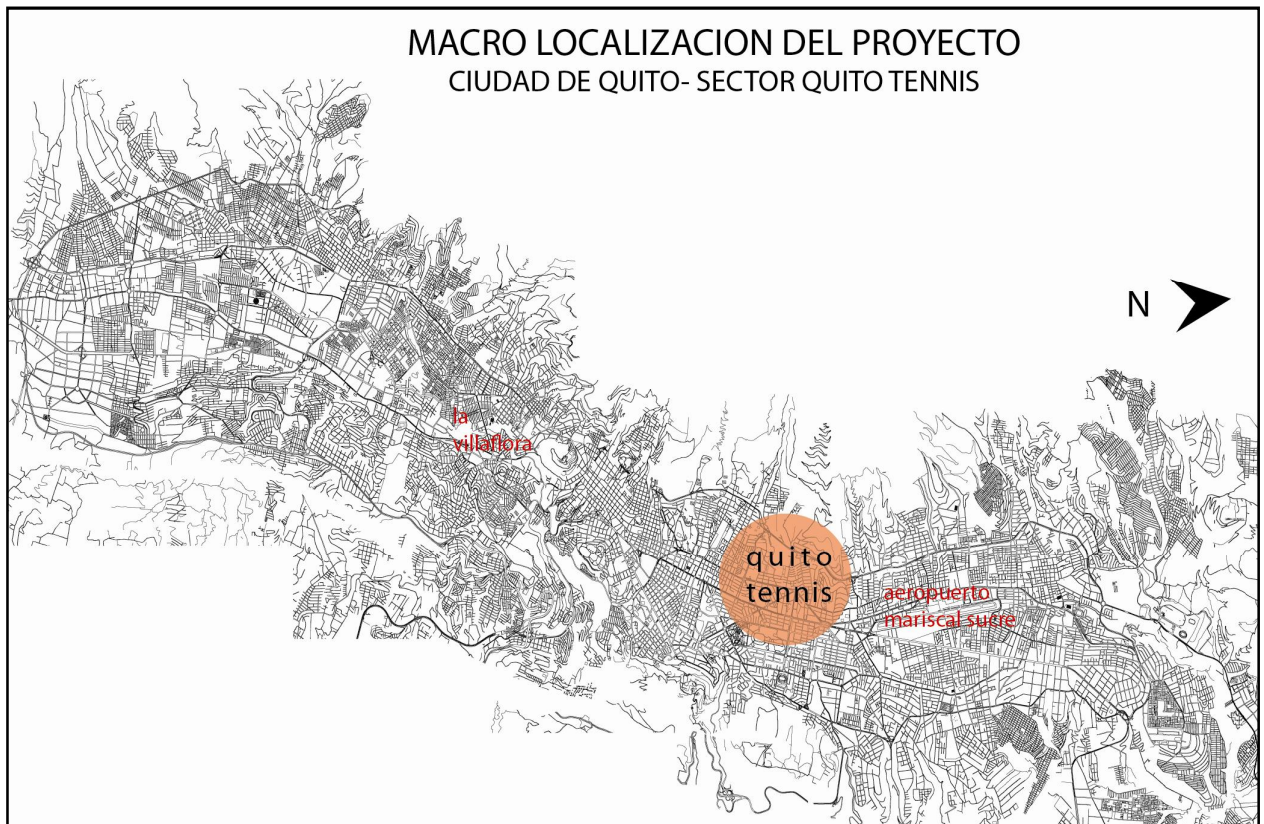 MACRO LOCALIZACION DEL PROYECTO
CIUDAD DE QUITO- SECTOR QUITO TENNIS
N
la
villaflora
quito
tennis
aeropuerto
mariscal sucre